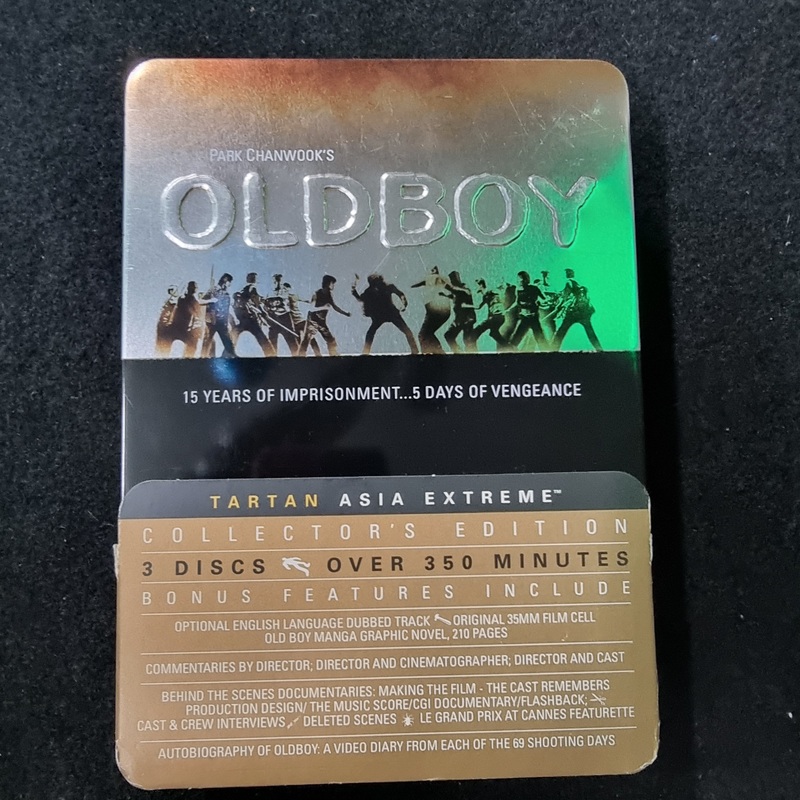 PARK CHANWOOK'S
OLDBOY
15 YEARS OF IMPRISONMENT...5 DAYS OF VENGEANCE
TARTAN ASIA EXTREME™
COLLECTOR'S EDITION
3 DISCS OVER 350 MINUTES
BONUS FEATURES INCLUDE
OPTIONAL ENGLISH LANGUAGE DUBBED TRACK ORIGINAL 35MM FILM CELL
OLD BOY MANGA GRAPHIC NOVEL, 210 PAGES
COMMENTARIES BY DIRECTOR; DIRECTOR AND CINEMATOGRAPHER; DIRECTOR AND CAST
BEHIND THE SCENES DOCUMENTARIES: MAKING THE FILM - THE CAST REMEMBERS
PRODUCTION DESIGN/ THE MUSIC SCORE/CGI DOCUMENTARY/FLASHBACK;
CAST & CREW INTERVIEWS DELETED SCENES LE GRAND PRIX AT CANNES FEATURETTE
AUTOBIOGRAPHY OF OLDBOY: A VIDEO DIARY FROM EACH OF THE 69 SHOOTING DAYS